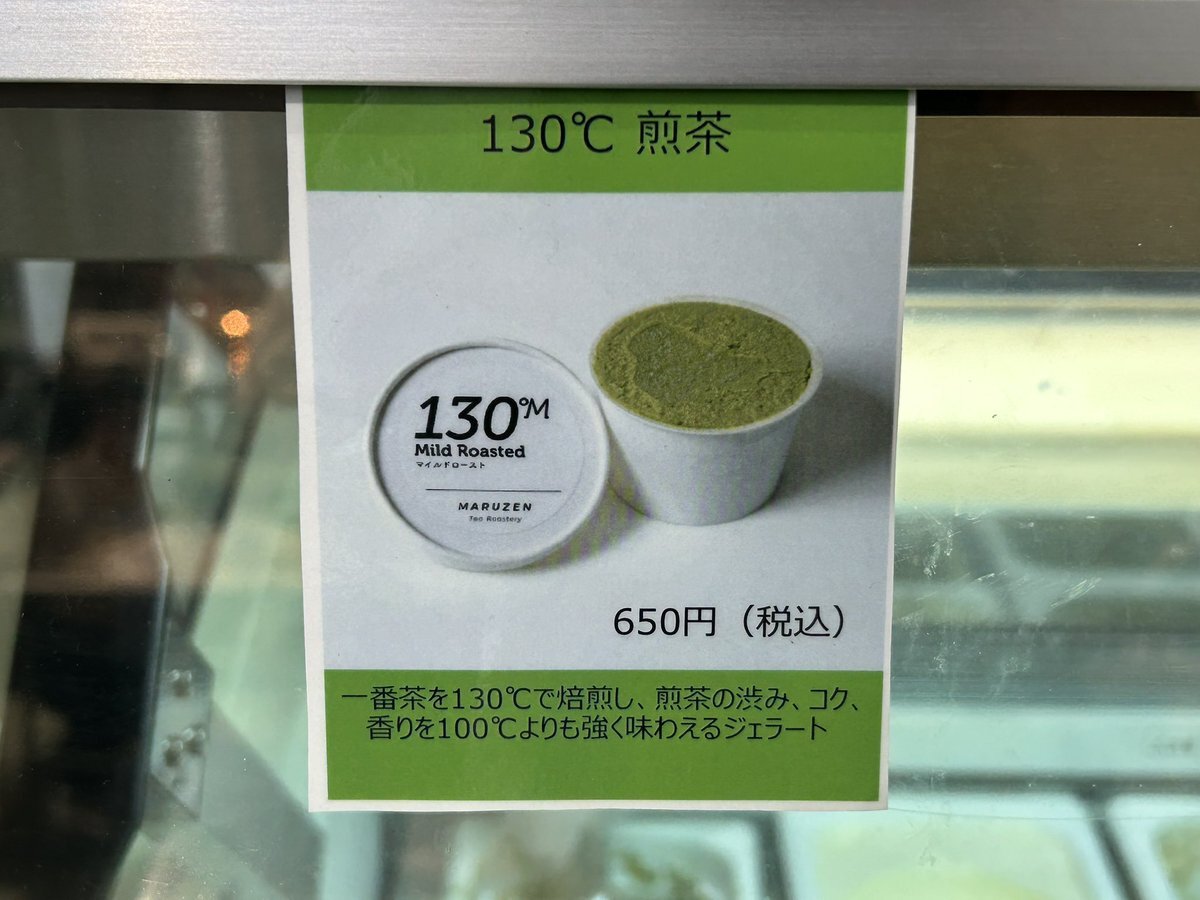 130℃ 煎茶
130°M
Mild Roasted
マイルドロースト
MARUZEN
Tea Roastery
650円（税込）
一番茶を130℃で焙煎し、煎茶の渋み、コク、
香りを100℃よりも強く味わえるジェラート